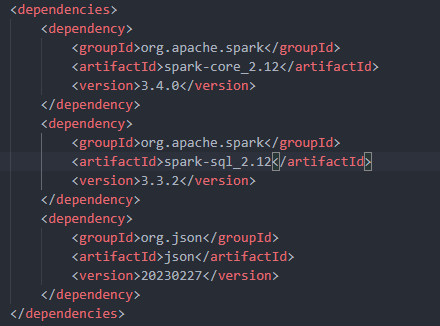 <dependencies>
<dependency>
<groupId>org.apache.spark</groupId>
<artifactId>spark-core_2.12</artifactId>
<version>3.4.0</version>
</dependency>
<dependency>
<groupId>org.apache.spark</groupId>
<artifactId>spark-sql_2.12</artifactId>
<version>3.3.2</version>
</dependency>
<dependency>
<groupId>org.json</groupId>
<artifactId>json</artifactId>
<version>20230227</version>
</dependency>
</dependencies>